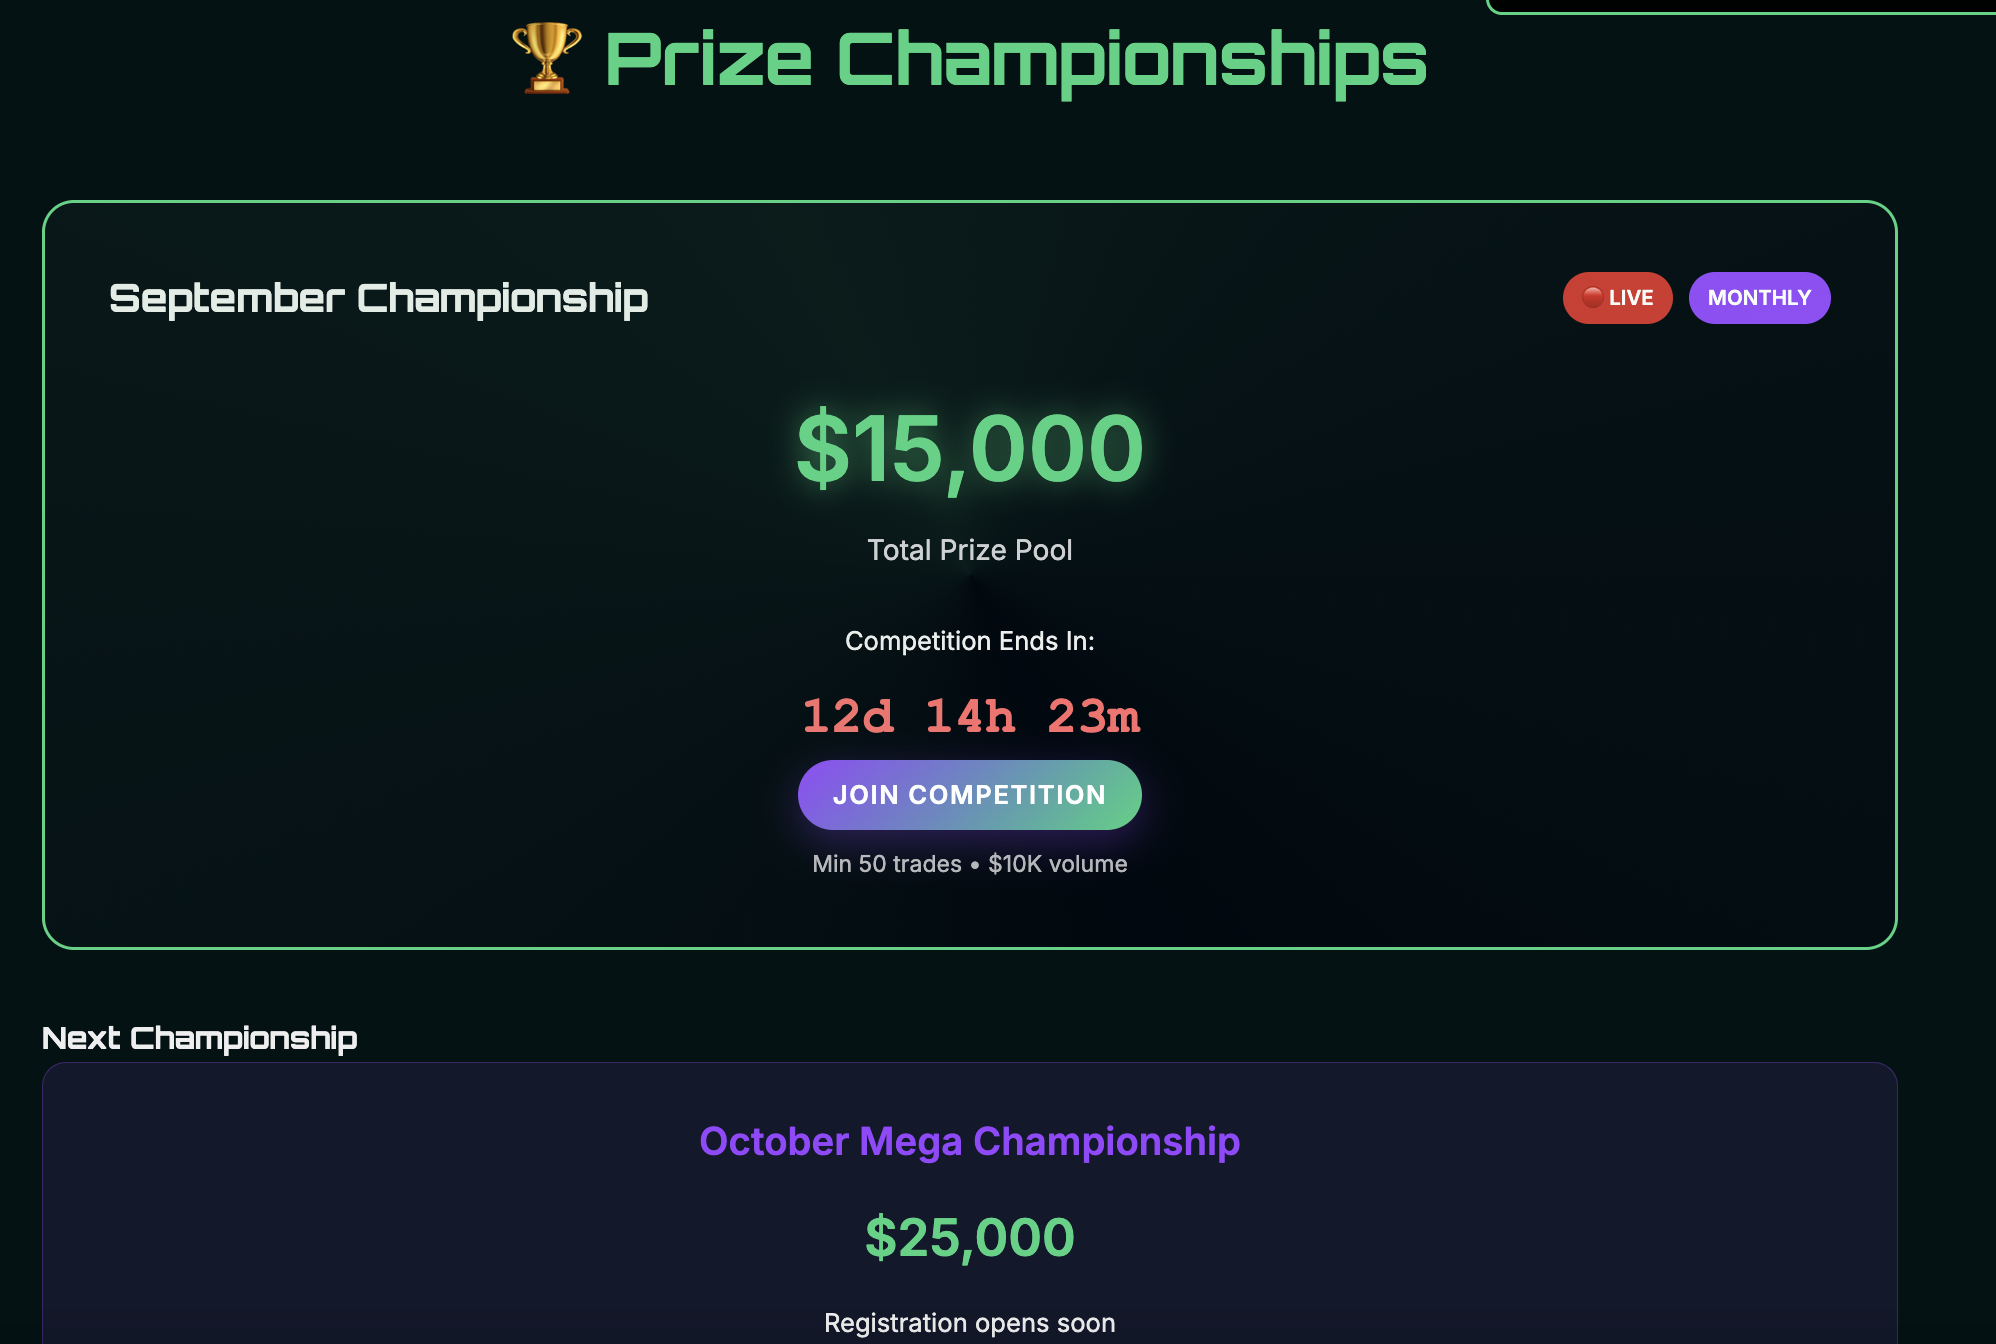 🏆 Prize Championships
September Championship
🔴 LIVE
MONTHLY
$15,000
Total Prize Pool
Competition Ends In:
12d 14h 23m
JOIN COMPETITION
Min 50 trades • $10K volume
Next Championship
October Mega Championship
$25,000
Registration opens soon